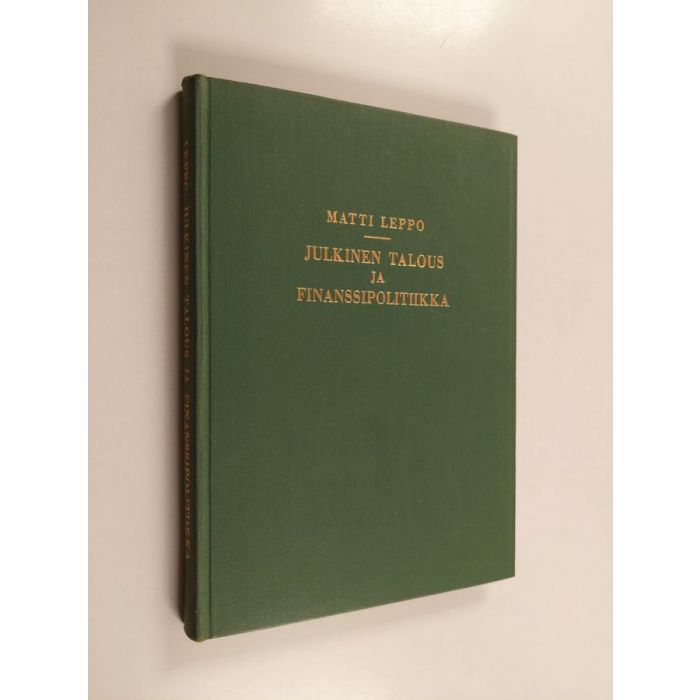 MATTI LEPPO
JULKINEN TALOUS
JA
FINANSSIPOLITIIKKA
LEPPO, JULKINEN TALOUS JA FINANSSIPOLITIIKKA